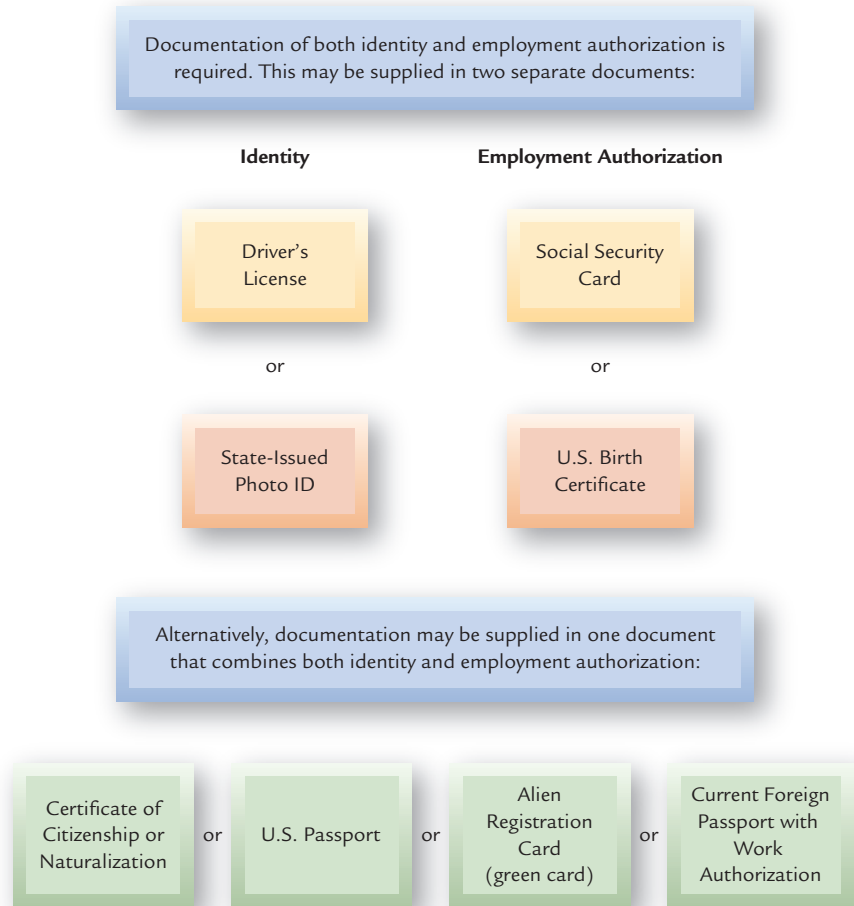 Documentation of both identity and employment authorization is
required. This may be supplied in two separate documents:
Identity
Employment Authorization
Driver’s
License
Social Security
Card
or
or
State-Issued
Photo ID
U.S. Birth
Certificate
Alternatively, documentation may be supplied in one document
that combines both identity and employment authorization:
Certificate of
Citizenship or
Naturalization
or
U.S. Passport
or
Alien
Registration
Card
(green card)
or
Current Foreign
Passport with
Work
Authorization